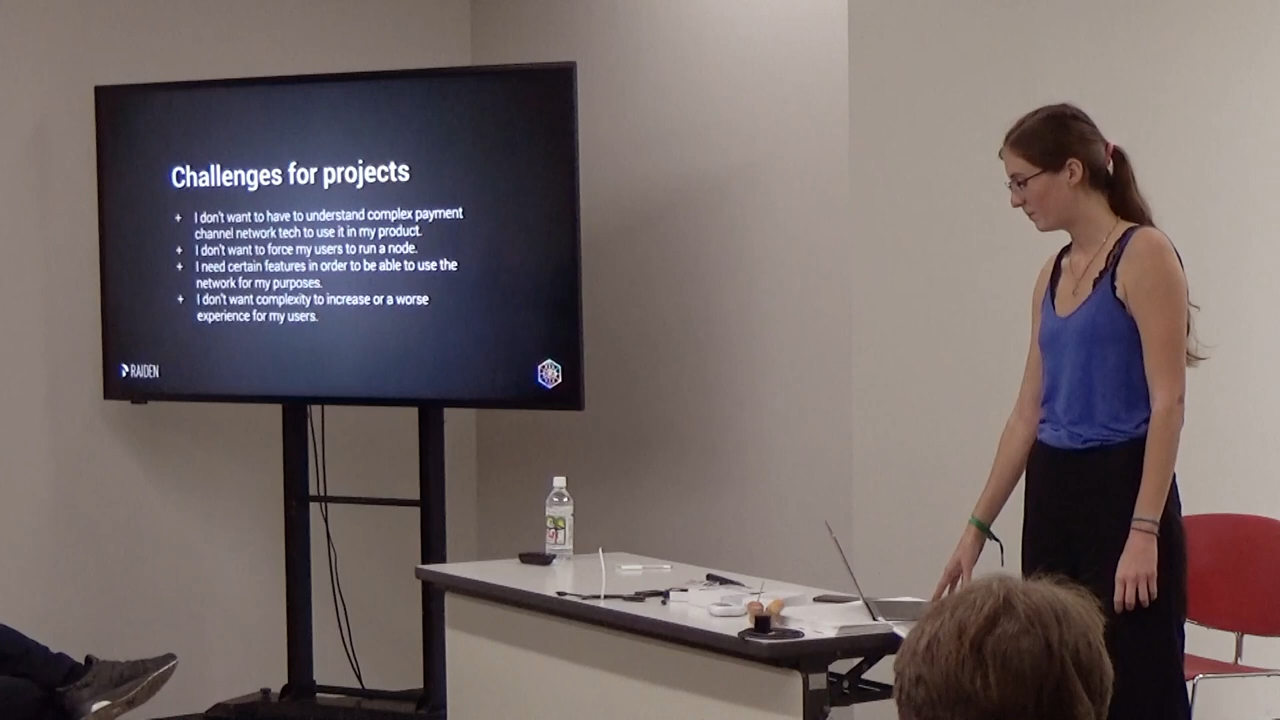 Challenges for projects
+ I don't want to have to understand complex payment
channel network tech to use it in my product.
+ I don't want to force my users to run a node.
+ I need certain features in order to be able to use the
network for my purposes.
+ I don't want complexity to increase or a worse
experience for my users.
RAIDEN